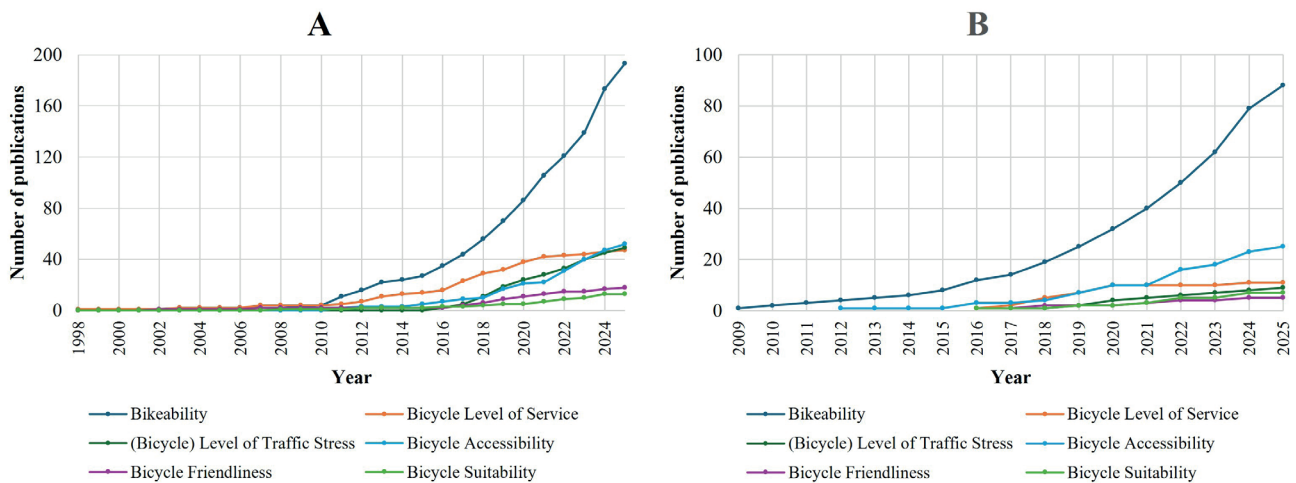 A
200
160
120
80
40
0
Number of publications
1998
2000
2002
2004
2006
2008
2010
2012
2014
2016
2018
2020
2022
2024
Year
Bikeability
Bicycle Level of Service
(Bicycle) Level of Traffic Stress
Bicycle Accessibility
Bicycle Friendliness
Bicycle Suitability
B
100
80
60
40
20
0
Number of publications
2009
2010
2011
2012
2013
2014
2015
2016
2017
2018
2019
2020
2021
2022
2023
2024
2025
Year
Bikeability
Bicycle Level of Service
(Bicycle) Level of Traffic Stress
Bicycle Accessibility
Bicycle Friendliness
Bicycle Suitability